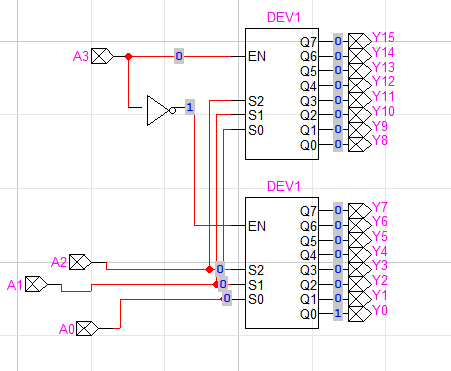 DEV1
Q7 0 Y15
A3 0 EN Q6 0 Y14
Q5 0 Y13
Q4 0 Y12
S2 Q3 0 Y11
1 S1 Q2 0 Y10
S0 Q1 0 Y9
Q0 0 Y8
DEV1
Q7 0 Y7
EN Q6 0 Y6
Q5 0 Y5
Q4 0 Y4
A2 0 S2 Q3 0 Y3
A1 0 S1 Q2 0 Y2
0 S0 Q1 0 Y1
A0 Q0 1 Y0